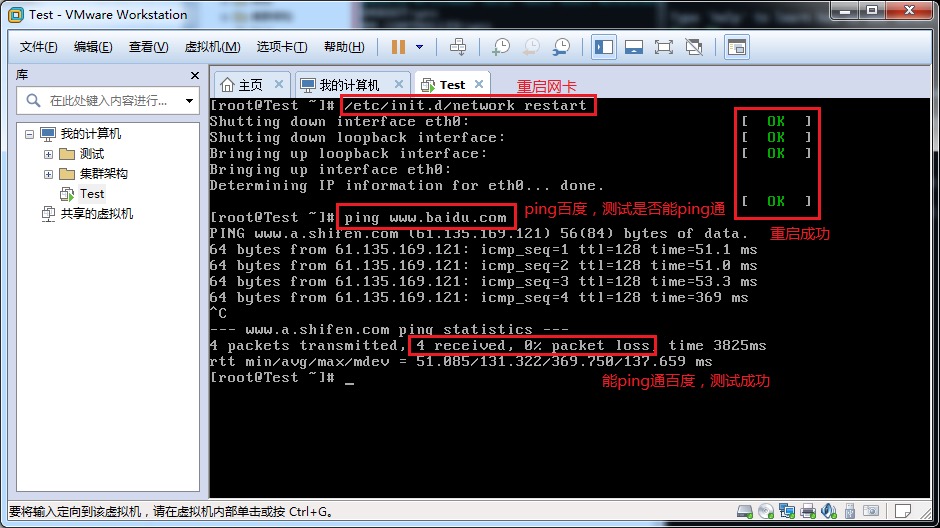 Test - VMware Workstation
文件(F) 编辑(E) 查看(V) 虚拟机(M) 选项卡(T) 帮助(H)
库
在此处键入内容进行...
我的计算机
测试
集群架构
Test
共享的虚拟机
主页 我的计算机 Test
重启网卡
[root@Test ~]# /etc/init.d/network restart
Shutting down interface eth0: [ OK ]
Shutting down loopback interface: [ OK ]
Bringing up loopback interface: [ OK ]
Bringing up interface eth0:
Determining IP information for eth0... done.
[ OK ]
[root@Test ~]# ping www.baidu.com
ping百度，测试是否能ping通
重启成功
PING www.a.shifen.com (61.135.169.121) 56(84) bytes of data.
64 bytes from 61.135.169.121: icmp_seq=1 ttl=128 time=51.1 ms
64 bytes from 61.135.169.121: icmp_seq=2 ttl=128 time=51.0 ms
64 bytes from 61.135.169.121: icmp_seq=3 ttl=128 time=53.3 ms
64 bytes from 61.135.169.121: icmp_seq=4 ttl=128 time=369 ms
^C
--- www.a.shifen.com ping statistics ---
4 packets transmitted, 4 received, 0% packet loss, time 3825ms
rtt min/avg/max/mdev = 51.085/131.322/369.750/137.659 ms
[root@Test ~]# _
能ping通百度，测试成功
要将输入定向到该虚拟机，请在虚拟机内部单击或按 Ctrl+G。